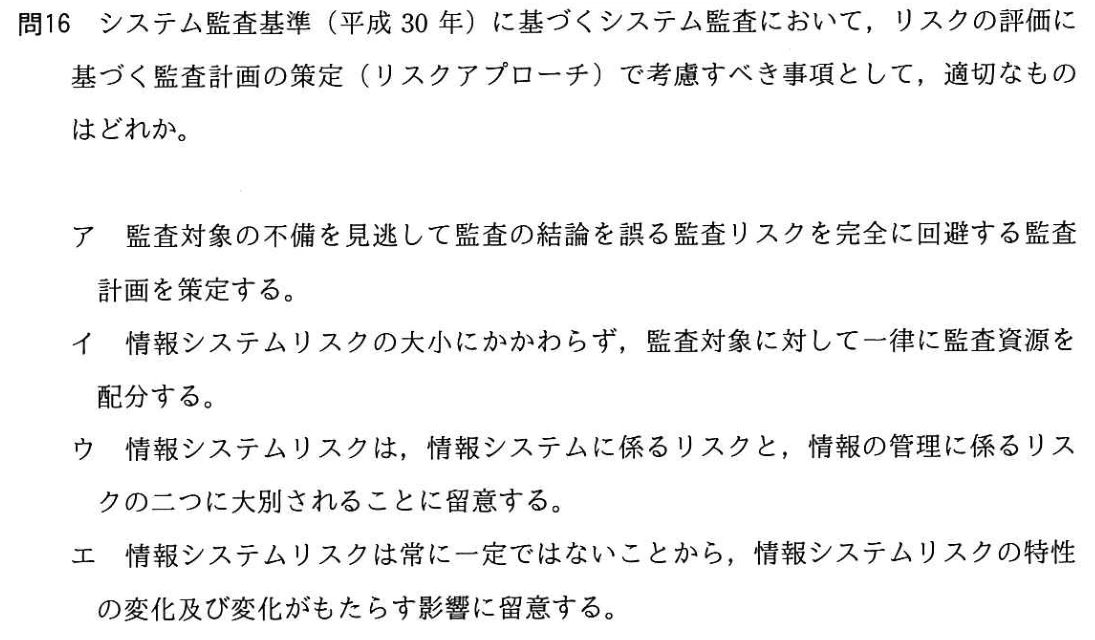 問16 システム監査基準（平成 30 年）に基づくシステム監査において，リスクの評価に
基づく監査計画の策定（リスクアプローチ）で考慮すべき事項として，適切なもの
はどれか。
ア 監査対象の不備を見逃して監査の結論を誤る監査リスクを完全に回避する監査
計画を策定する。
イ 情報システムリスクの大小にかかわらず，監査対象に対して一律に監査資源を
配分する。
ウ 情報システムリスクは，情報システムに係るリスクと，情報の管理に係るリス
クの二つに大別されることに留意する。
エ 情報システムリスクは常に一定ではないことから，情報システムリスクの特性
の変化及び変化がもたらす影響に留意する。